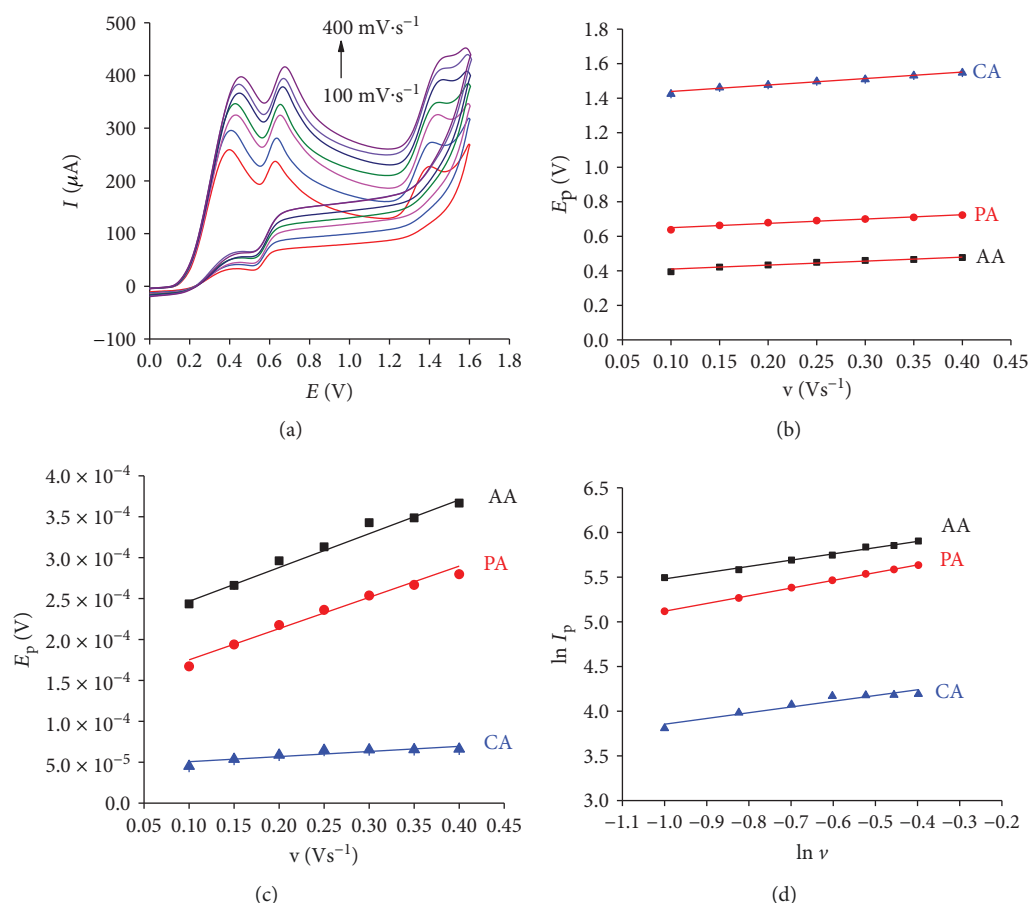 500
400
300
200
100
0
−100
I (μA)
400 mV·s⁻¹
100 mV·s⁻¹
0.0 0.2 0.4 0.6 0.8 1.0 1.2 1.4 1.6 1.8
E (V)
(a)
1.8
1.6
1.4
1.2
1.0
0.8
0.6
0.4
0.2
0.0
Eₚ (V)
CA
PA
AA
0.05 0.10 0.15 0.20 0.25 0.30 0.35 0.40 0.45
v (Vs⁻¹)
(b)
4.0 × 10⁻⁴
3.5 × 10⁻⁴
3.0 × 10⁻⁴
2.5 × 10⁻⁴
2.0 × 10⁻⁴
1.5 × 10⁻⁴
1.0 × 10⁻⁴
5.0 × 10⁻⁵
0.0
Eₚ (V)
AA
PA
CA
0.05 0.10 0.15 0.20 0.25 0.30 0.35 0.40 0.45
v (Vs⁻¹)
(c)
6.5
6.0
5.5
5.0
4.5
4.0
3.5
3.0
ln Iₚ
AA
PA
CA
−1.1 −1.0 −0.9 −0.8 −0.7 −0.6 −0.5 −0.4 −0.3 −0.2
ln v
(d)